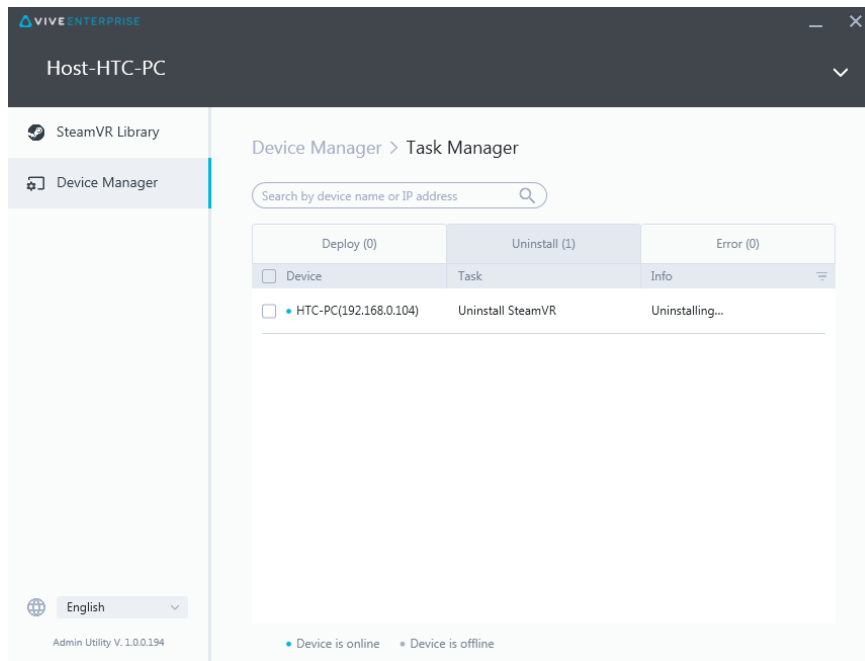 VIVE ENTERPRISE
Host-HTC-PC
SteamVR Library
Device Manager
Device Manager > Task Manager
Search by device name or IP address
Deploy (0) Uninstall (1) Error (0)
Device Task Info
HTC-PC(192.168.0.104) Uninstall SteamVR Uninstalling...
English
Admin Utility V. 1.0.0.194
Device is online Device is offline